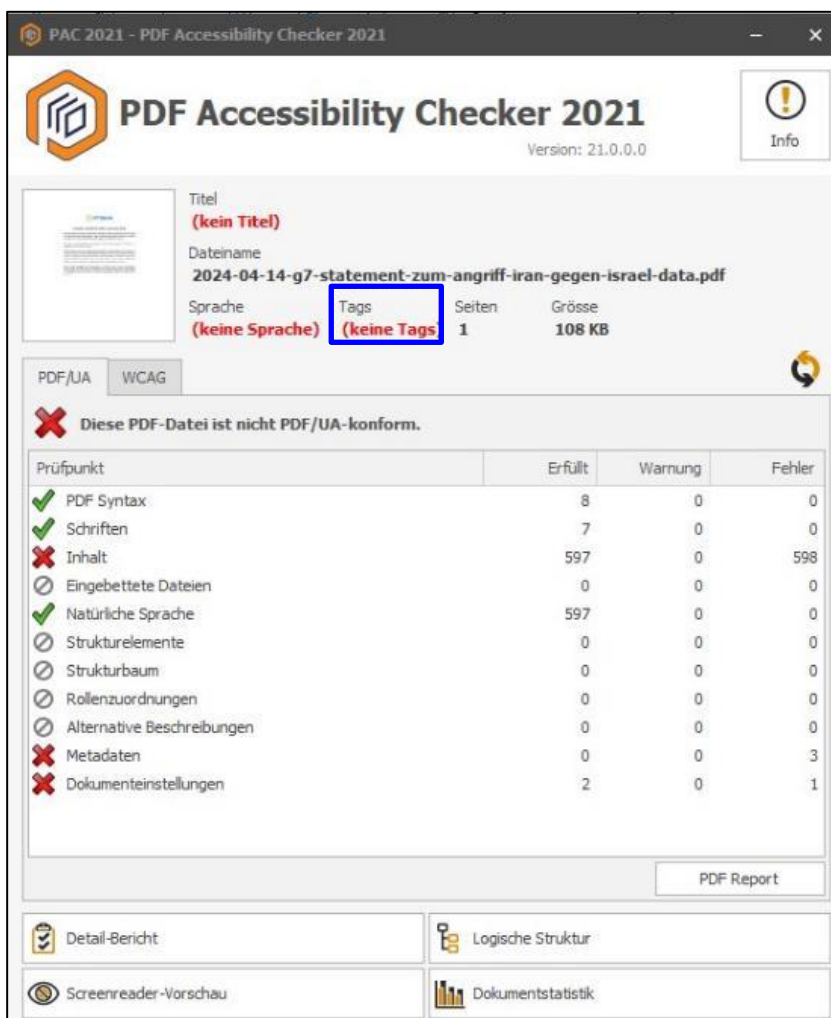 PAC 2021 - PDF Accessibility Checker 2021
PDF Accessibility Checker 2021
Version: 21.0.0.0
Info
Titel
(kein Titel)
Dateiname
2024-04-14-g7-statement-zum-angriff-iran-gegen-israel-data.pdf
Sprache Tags Seiten Grösse
(keine Sprache) (keine Tags) 1 108 KB
PDF/UA WCAG
Diese PDF-Datei ist nicht PDF/UA-konform.
Prüfpunkt Erfüllt Warnung Fehler
PDF Syntax 8 0 0
Schriften 7 0 0
Inhalt 597 0 598
Eingebettete Dateien 0 0 0
Natürliche Sprache 597 0 0
Strukturelemente 0 0 0
Strukturbaum 0 0 0
Rollenzuordnungen 0 0 0
Alternative Beschreibungen 0 0 0
Metadaten 0 0 3
Dokumenteinstellungen 2 0 1
PDF Report
Detail-Bericht Logische Struktur
Screenreader-Vorschau Dokumentstatistik